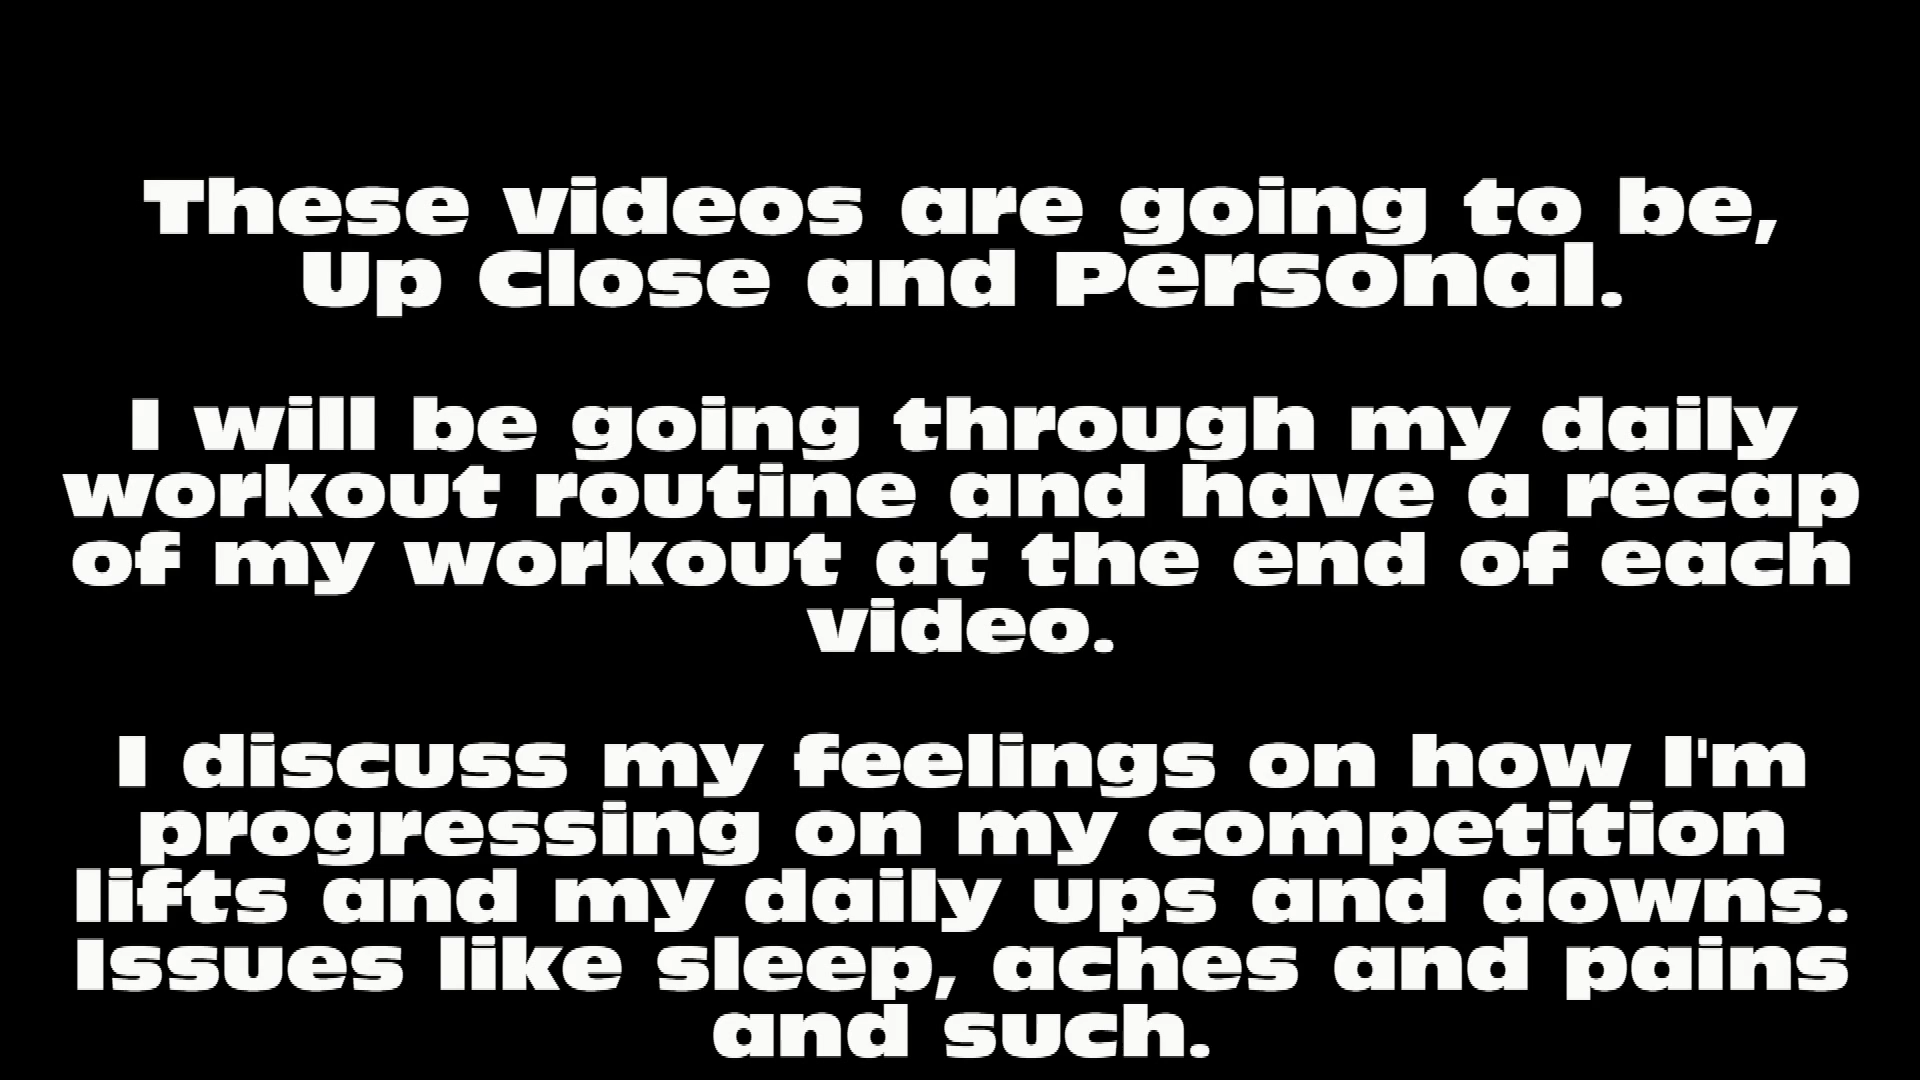 These videos are going to be,
Up Close and Personal.
I will be going through my daily
workout routine and have a recap
of my workout at the end of each
video.
I discuss my feelings on how I'm
progressing on my competition
lifts and my daily ups and downs.
Issues like sleep, aches and pains
and such.